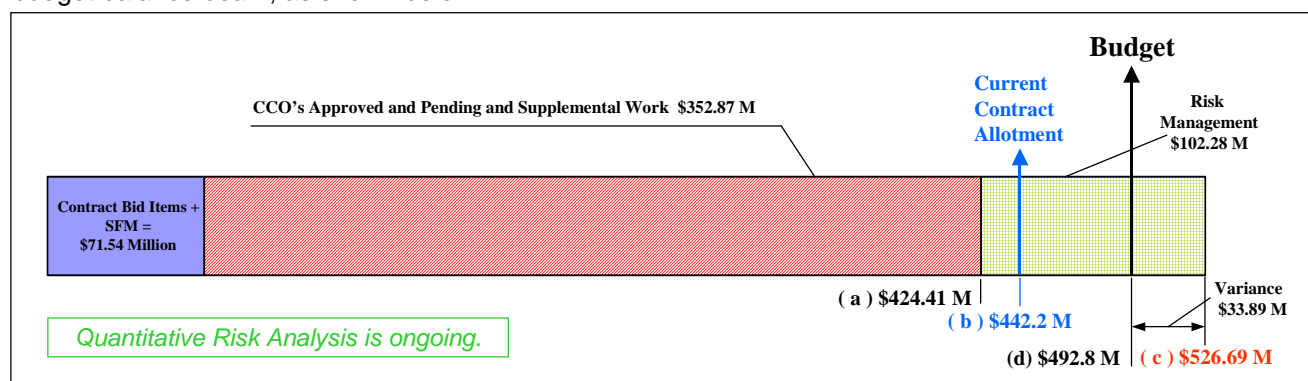 Budget
Current
Contract
Allotment
CCO's Approved and Pending and Supplemental Work $352.87 M
Risk
Management
$102.28 M
Contract Bid Items +
SFM =
$71.54 Million
( a ) $424.41 M
( b ) $442.2 M
Variance
$33.89 M
Quantitative Risk Analysis is ongoing.
(d) $492.8 M
( c ) $526.69 M